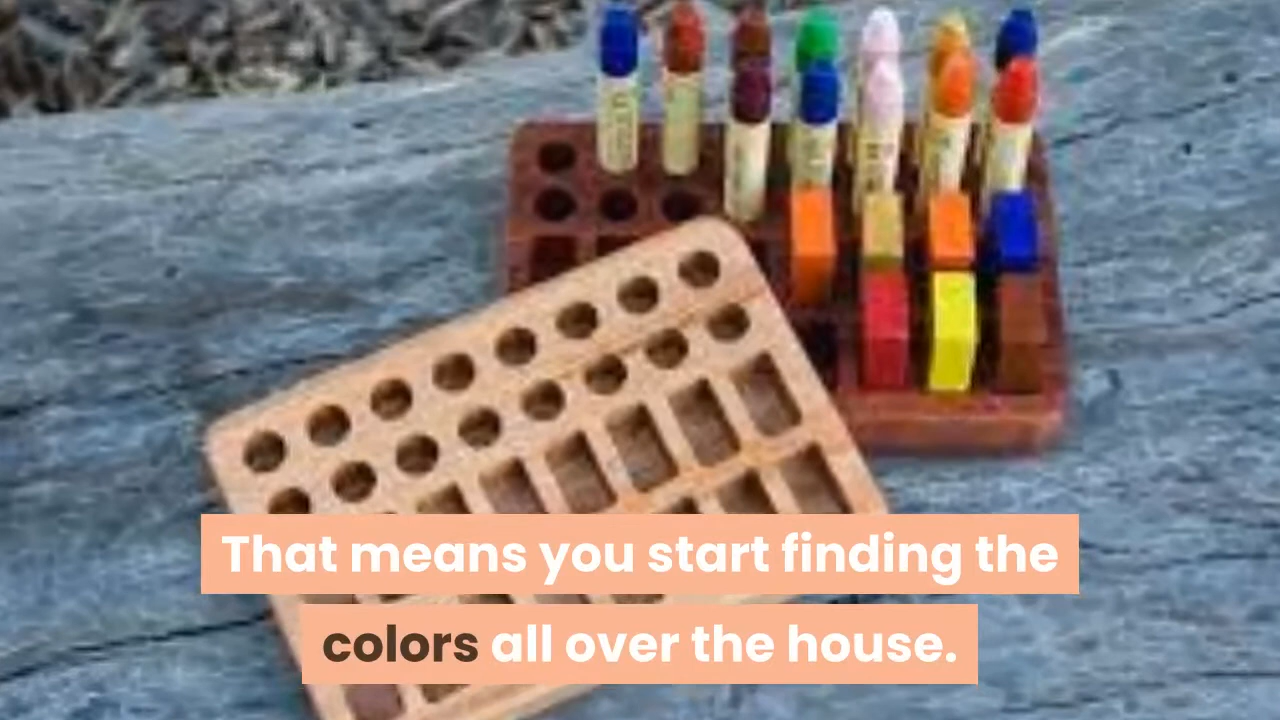 That means you start finding the
colors all over the house.